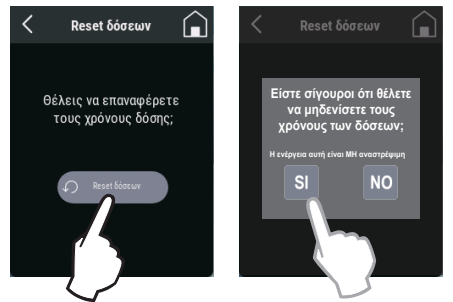 Reset δόσεων
Θέλεις να επαναφέρετε
τους χρόνους δόσης;
Reset δόσεων
Reset δόσεων
Είστε σίγουροι ότι θέλετε
να μηδενίσετε τους
χρόνους των δόσεων;
Η ενέργεια αυτή είναι ΜΗ αναστρέψιμη
SI NO